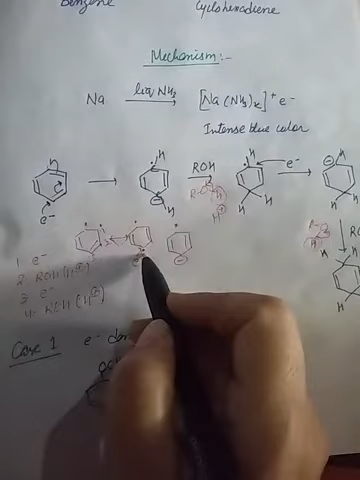 Benzene Cyclohexadiene
Mechanism:-
Na liq NH3 [Na(NH3)x]+ e-
Intense blue color
H H ROH H e- ⊖
e- ⊖ H R-O-H H
H⊕
1 e-
2 ROH (H⊕)
3 e-
4 ROH (H⊕)
Case 1 e- don